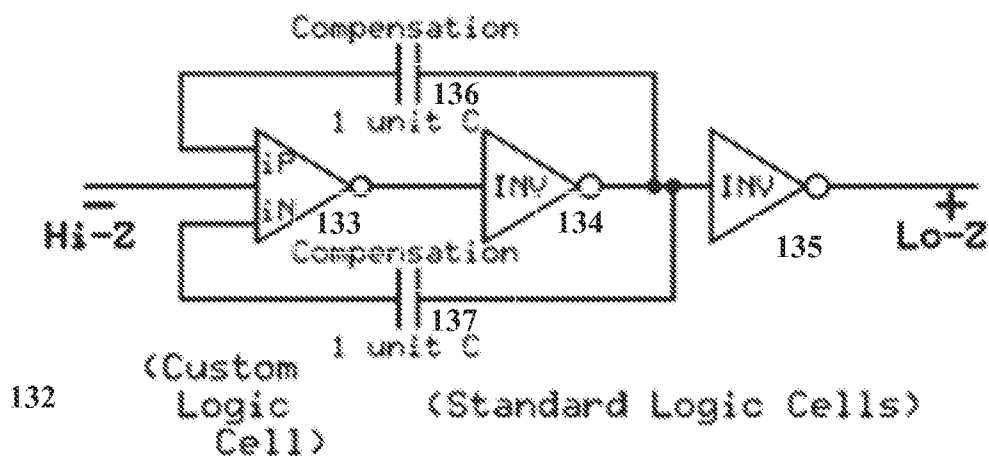 Compensation
136
1 unit C
iP
iN
133
INV
134
INV
135
−
Hi-Z
+
Lo-Z
Compensation
137
1 unit C
132
(Custom
Logic
Cell)
(Standard Logic Cells)